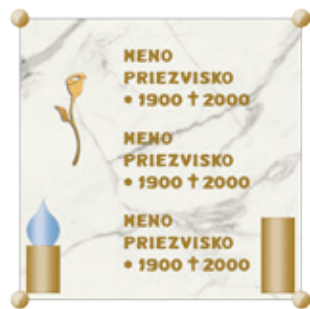 MENO
PRIEZVISKO
* 1900 † 2000
MENO
PRIEZVISKO
* 1900 † 2000
MENO
PRIEZVISKO
* 1900 † 2000